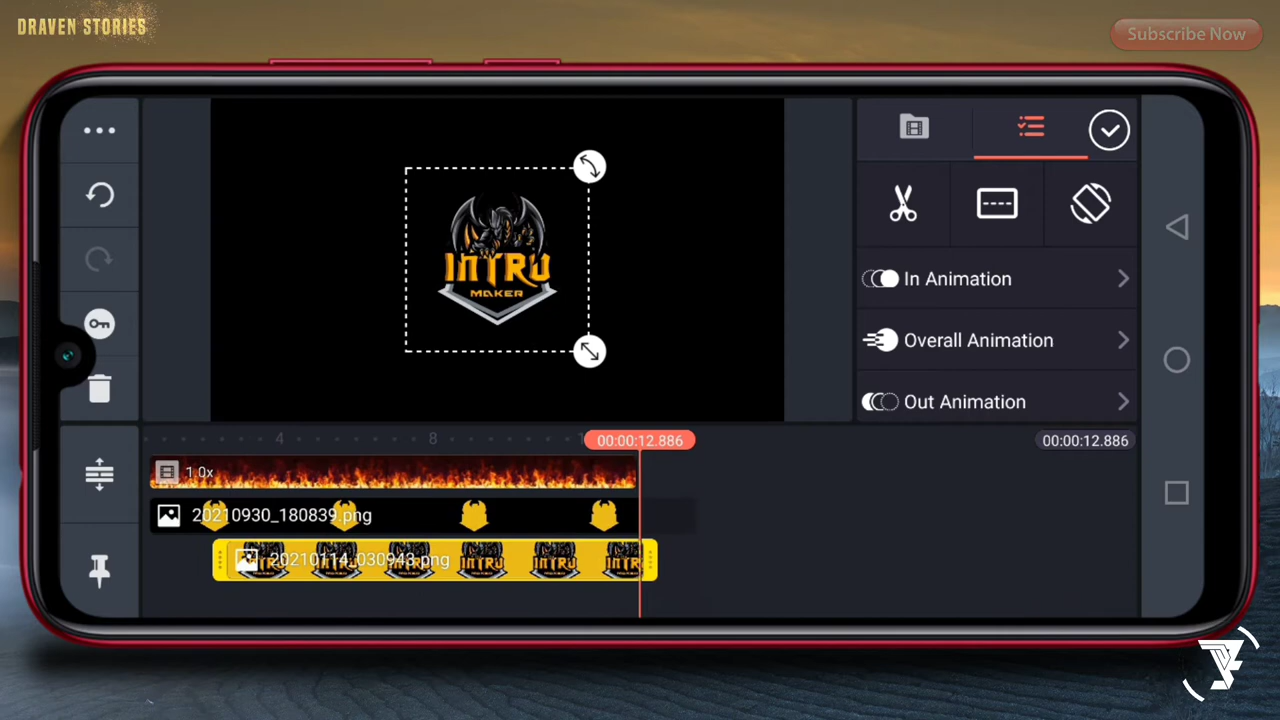 DRAVEN STORIES
Subscribe Now
INTRU
MAKER
In Animation
Overall Animation
Out Animation
4
8
00:00:12.886
00:00:12.886
1.0x
20210930_180839.png
20210114_030943.png